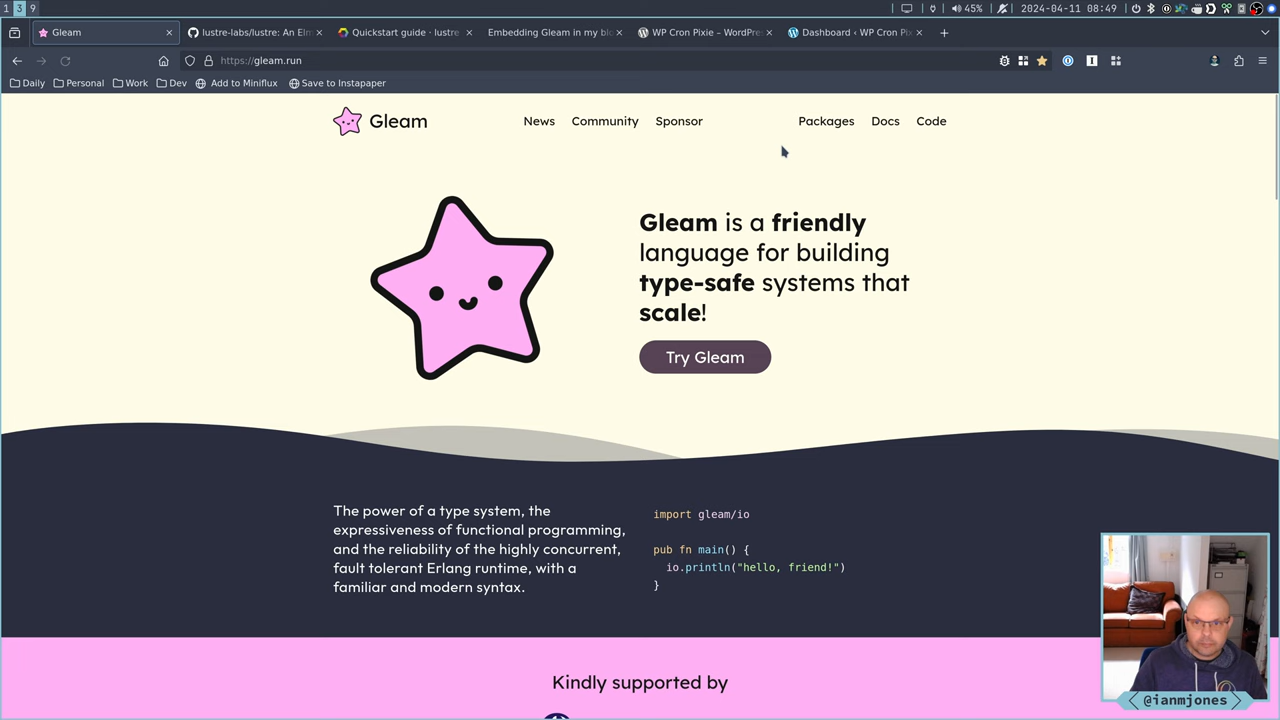 1 3 9
45%
2024-04-11 08:49
Gleam
lustre-labs/lustre: An Elm
Quickstart guide · lustre
Embedding Gleam in my blo
WP Cron Pixie – WordPres
Dashboard ‹ WP Cron Pix
https://gleam.run
Daily
Personal
Work
Dev
Add to Miniflux
Save to Instapaper
Gleam
News
Community
Sponsor
Packages
Docs
Code
Gleam is a friendly
language for building
type-safe systems that
scale!
Try Gleam
The power of a type system, the
expressiveness of functional programming,
and the reliability of the highly concurrent,
fault tolerant Erlang runtime, with a
familiar and modern syntax.
import gleam/io
pub fn main() {
io.println("hello, friend!")
}
Kindly supported by
@ianmjones